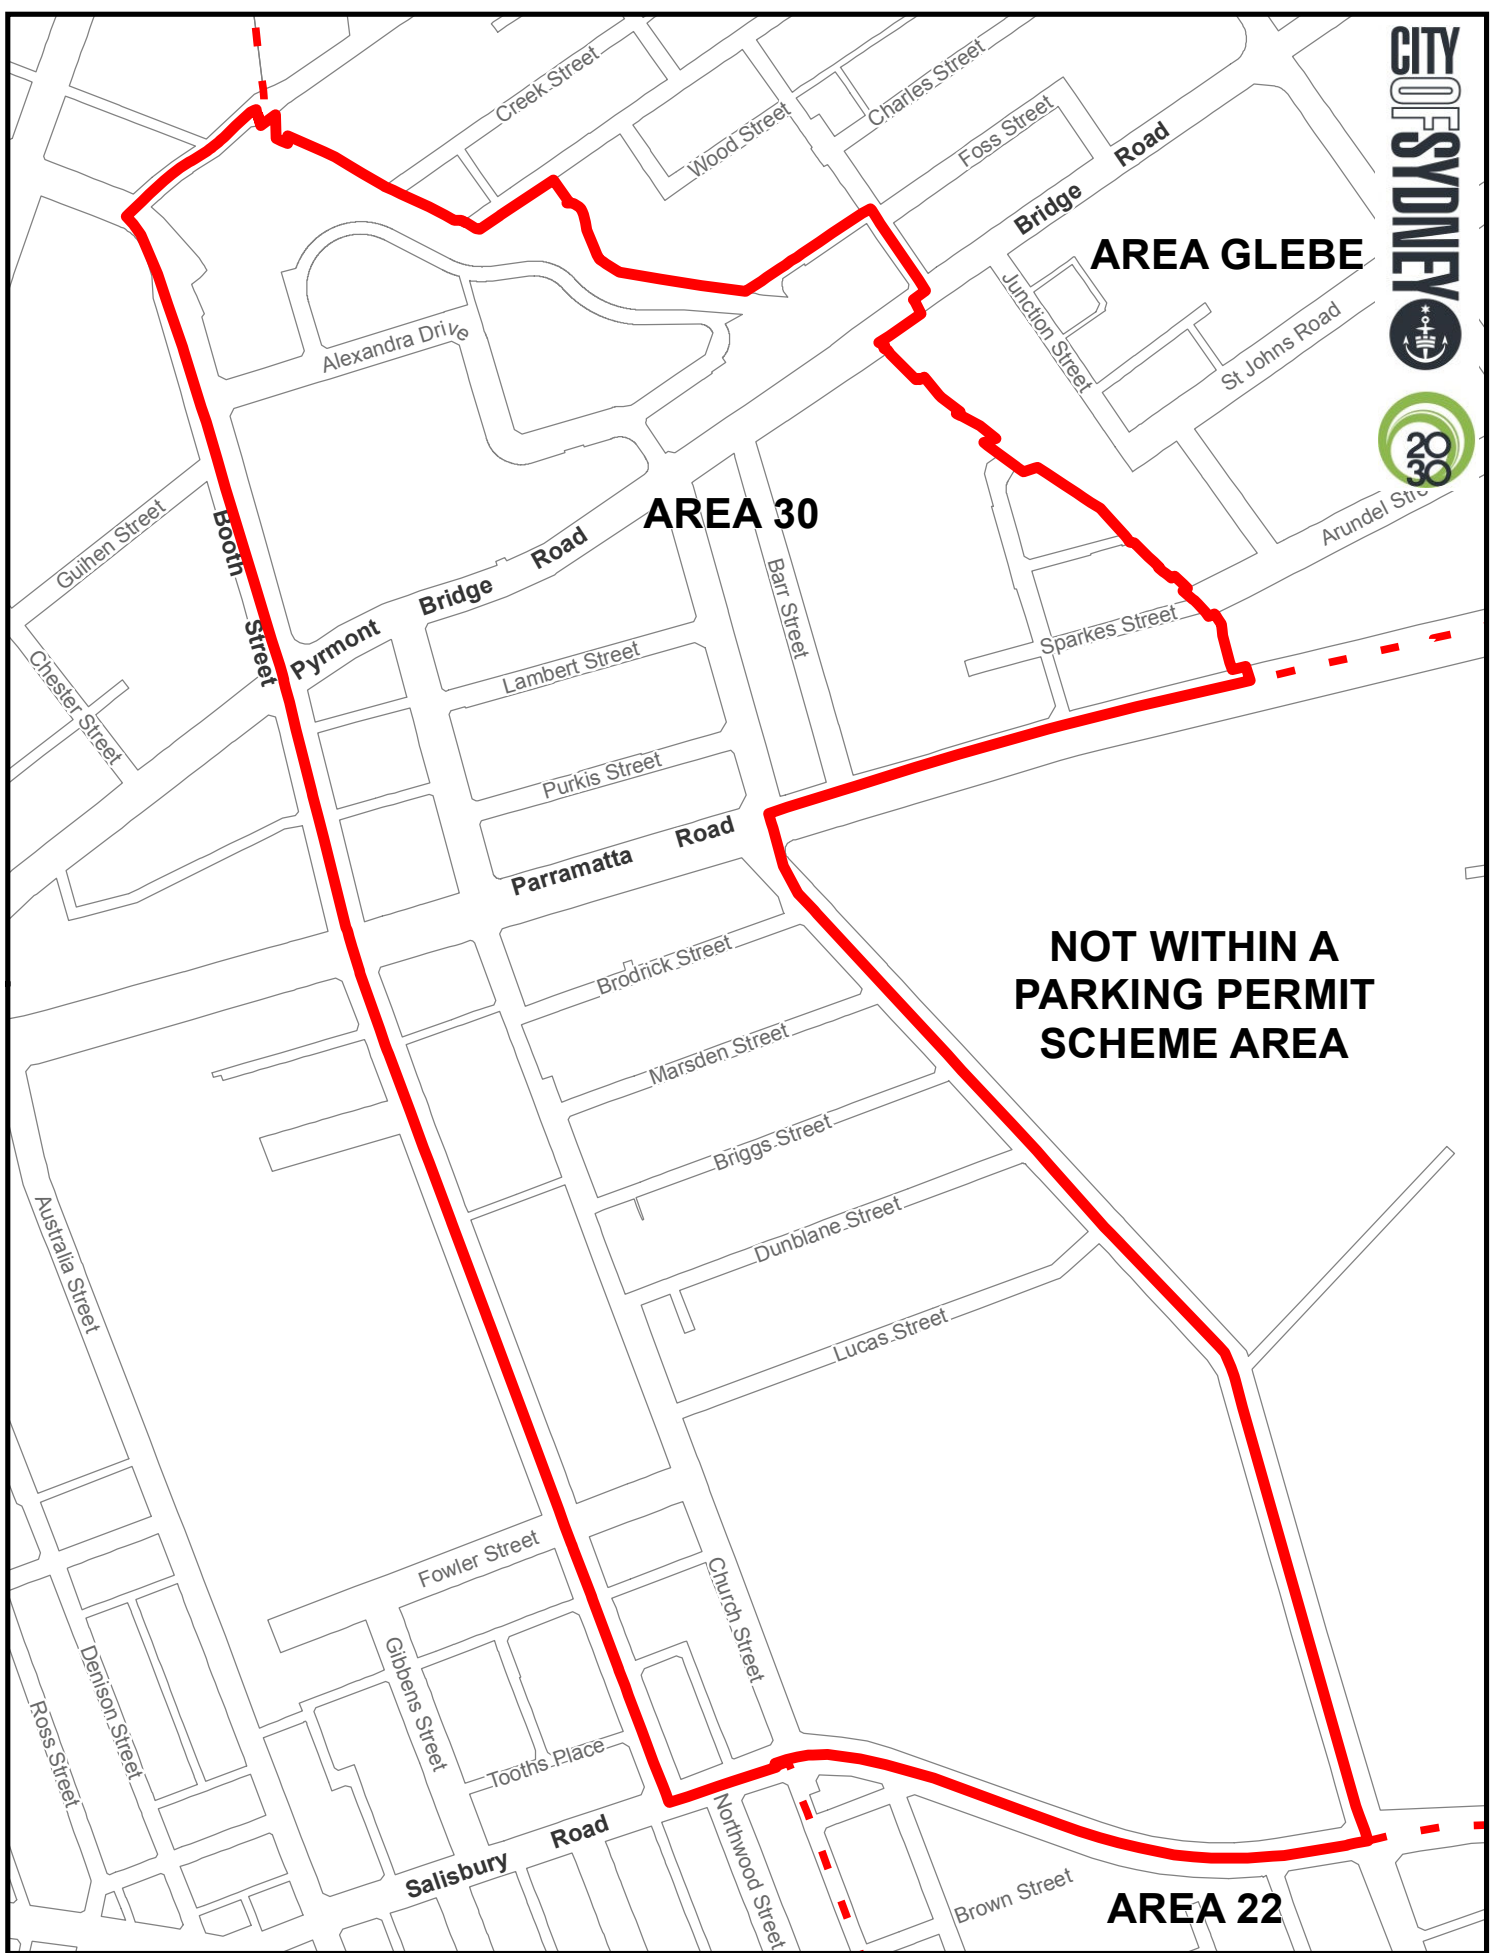 CITY OF SYDNEY
2030
Creek Street
Charles Street
Wood Street
Foss Street
Bridge Road
AREA GLEBE
Junction Street
St Johns Road
Alexandra Drive
Arundel Stre
AREA 30
Guihen Street
Booth Street
Pyrmont Bridge Road
Barr Street
Sparkes Street
Lambert Street
Chester Street
Purkis Street
Parramatta Road
NOT WITHIN A
PARKING PERMIT
SCHEME AREA
Brodrick Street
Marsden Street
Briggs Street
Dunblane Street
Australia Street
Lucas Street
Fowler Street
Church Street
Gibbens Street
Denison Street
Ross Street
Tooths Place
Salisbury Road
Northwood Street
Brown Street
AREA 22